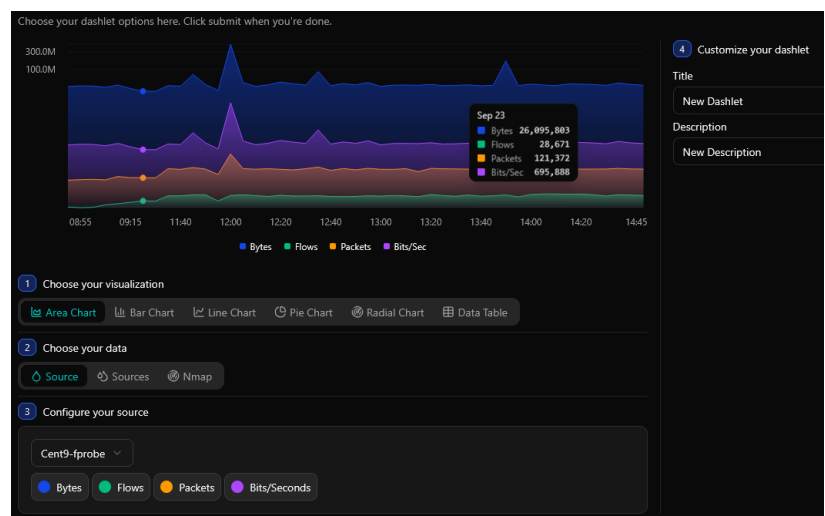 Choose your dashlet options here. Click submit when you're done.
300.0M
100.0M
Sep 23
Bytes 26,095,803
Flows 28,671
Packets 121,372
Bits/Sec 695,888
08:55 09:15 11:40 12:00 12:20 12:40 13:00 13:20 13:40 14:00 14:20 14:45
Bytes Flows Packets Bits/Sec
1 Choose your visualization
Area Chart Bar Chart Line Chart Pie Chart Radial Chart Data Table
2 Choose your data
Source Sources Nmap
3 Configure your source
Cent9-fprobe
Bytes Flows Packets Bits/Seconds
4 Customize your dashlet
Title
New Dashlet
Description
New Description